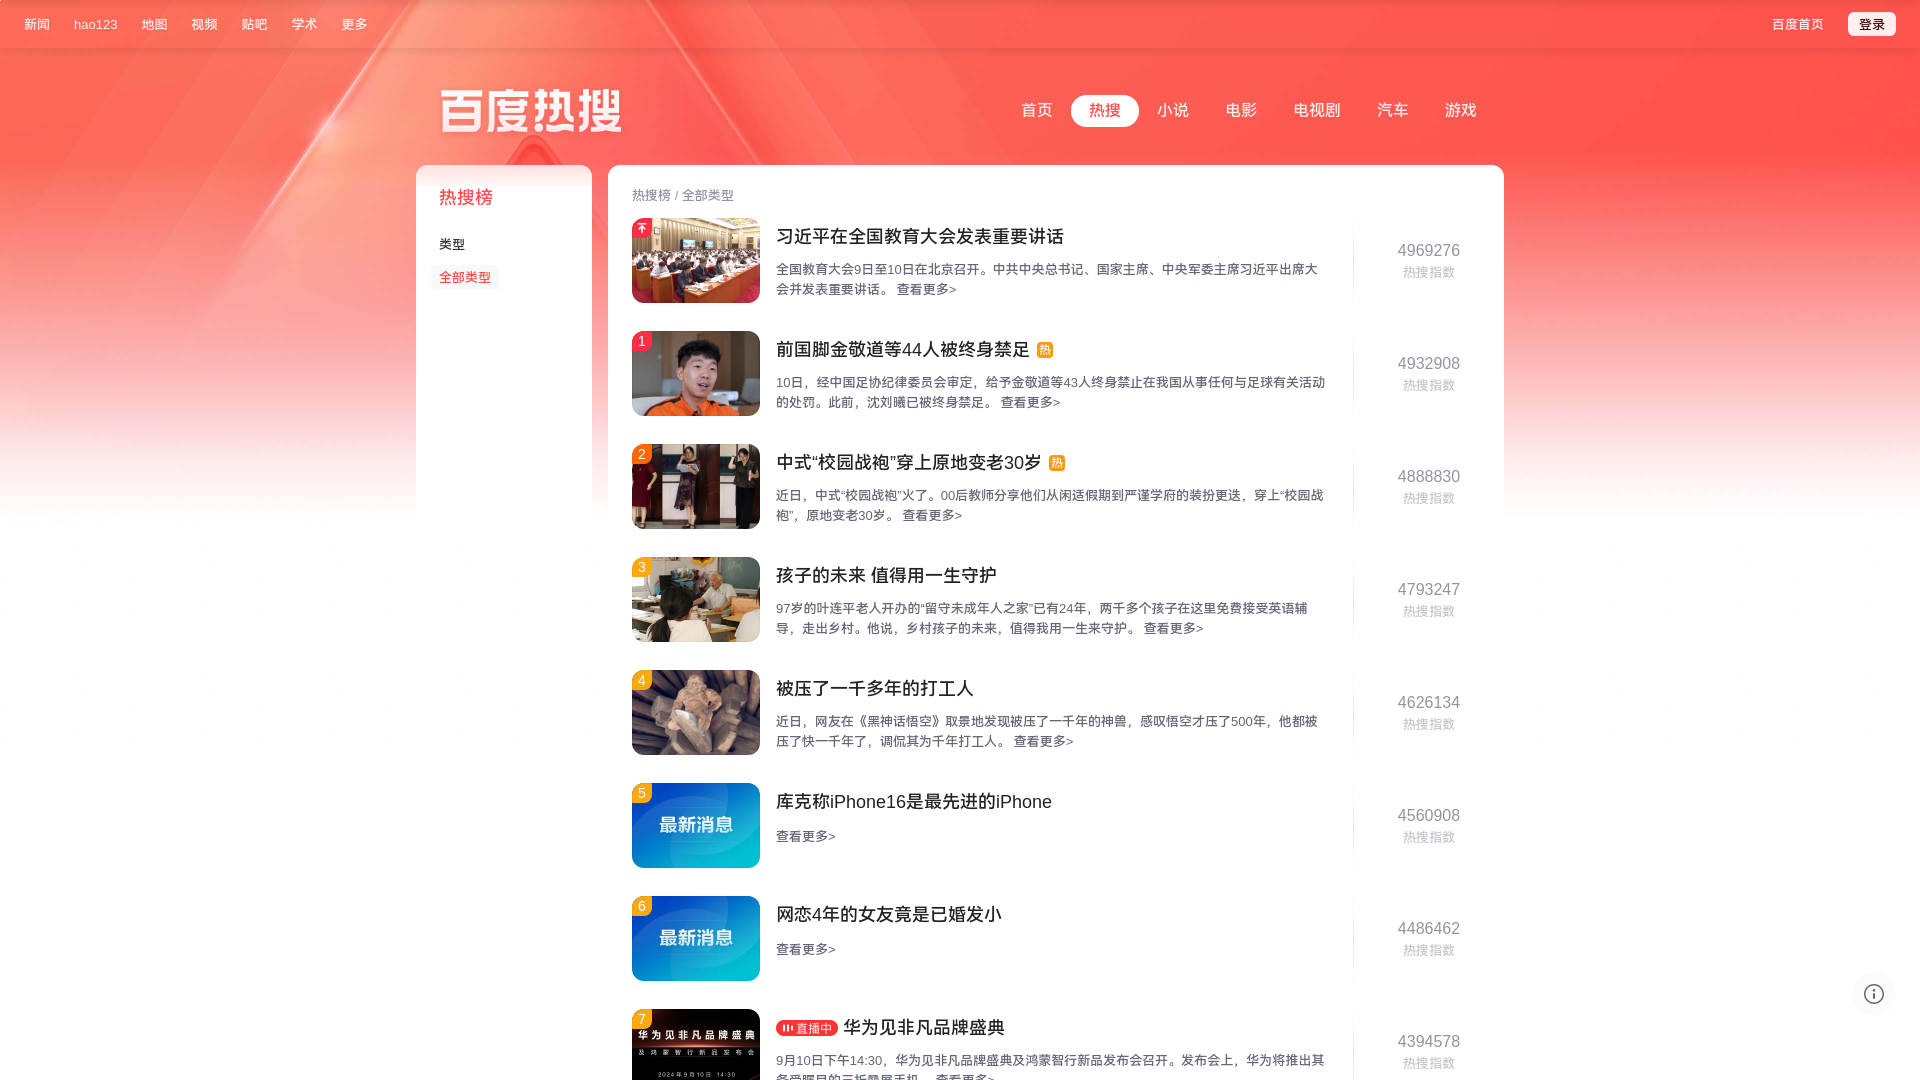 新闻 hao123 地图 视频 贴吧 学术 更多 百度首页 登录
百度热搜
首页 热搜 小说 电影 电视剧 汽车 游戏
热搜榜
类型
全部类型
热搜榜 / 全部类型
习近平在全国教育大会发表重要讲话
全国教育大会9日至10日在北京召开。中共中央总书记、国家主席、中央军委主席习近平出席大
会并发表重要讲话。 查看更多>
4969276
热搜指数
1
前国脚金敬道等44人被终身禁足 热
10日，经中国足协纪律委员会审定，给予金敬道等43人终身禁止在我国从事任何与足球有关活动
的处罚。此前，沈刘曦已被终身禁足。 查看更多>
4932908
热搜指数
2
中式“校园战袍”穿上原地变老30岁 热
近日，中式“校园战袍”火了。00后教师分享他们从闲适假期到严谨学府的装扮更迭，穿上“校园战
袍”，原地变老30岁。 查看更多>
4888830
热搜指数
3
孩子的未来 值得用一生守护
97岁的叶连平老人开办的“留守未成年人之家”已有24年，两千多个孩子在这里免费接受英语辅
导，走出乡村。他说，乡村孩子的未来，值得我用一生来守护。 查看更多>
4793247
热搜指数
4
被压了一千多年的打工人
近日，网友在《黑神话悟空》取景地发现被压了一千年的神兽，感叹悟空才压了500年，他都被
压了快一千年了，调侃其为千年打工人。 查看更多>
4626134
热搜指数
5
最新消息
库克称iPhone16是最先进的iPhone
查看更多>
4560908
热搜指数
6
最新消息
网恋4年的女友竟是已婚发小
查看更多>
4486462
热搜指数
7
华为见非凡品牌盛典
及鸿蒙智行新品发布会
2024年9月10日 14:30
直播中 华为见非凡品牌盛典
9月10日下午14:30，华为见非凡品牌盛典及鸿蒙智行新品发布会召开。发布会上，华为将推出其
备受瞩目的三折叠屏手机。 查看更多>
4394578
热搜指数